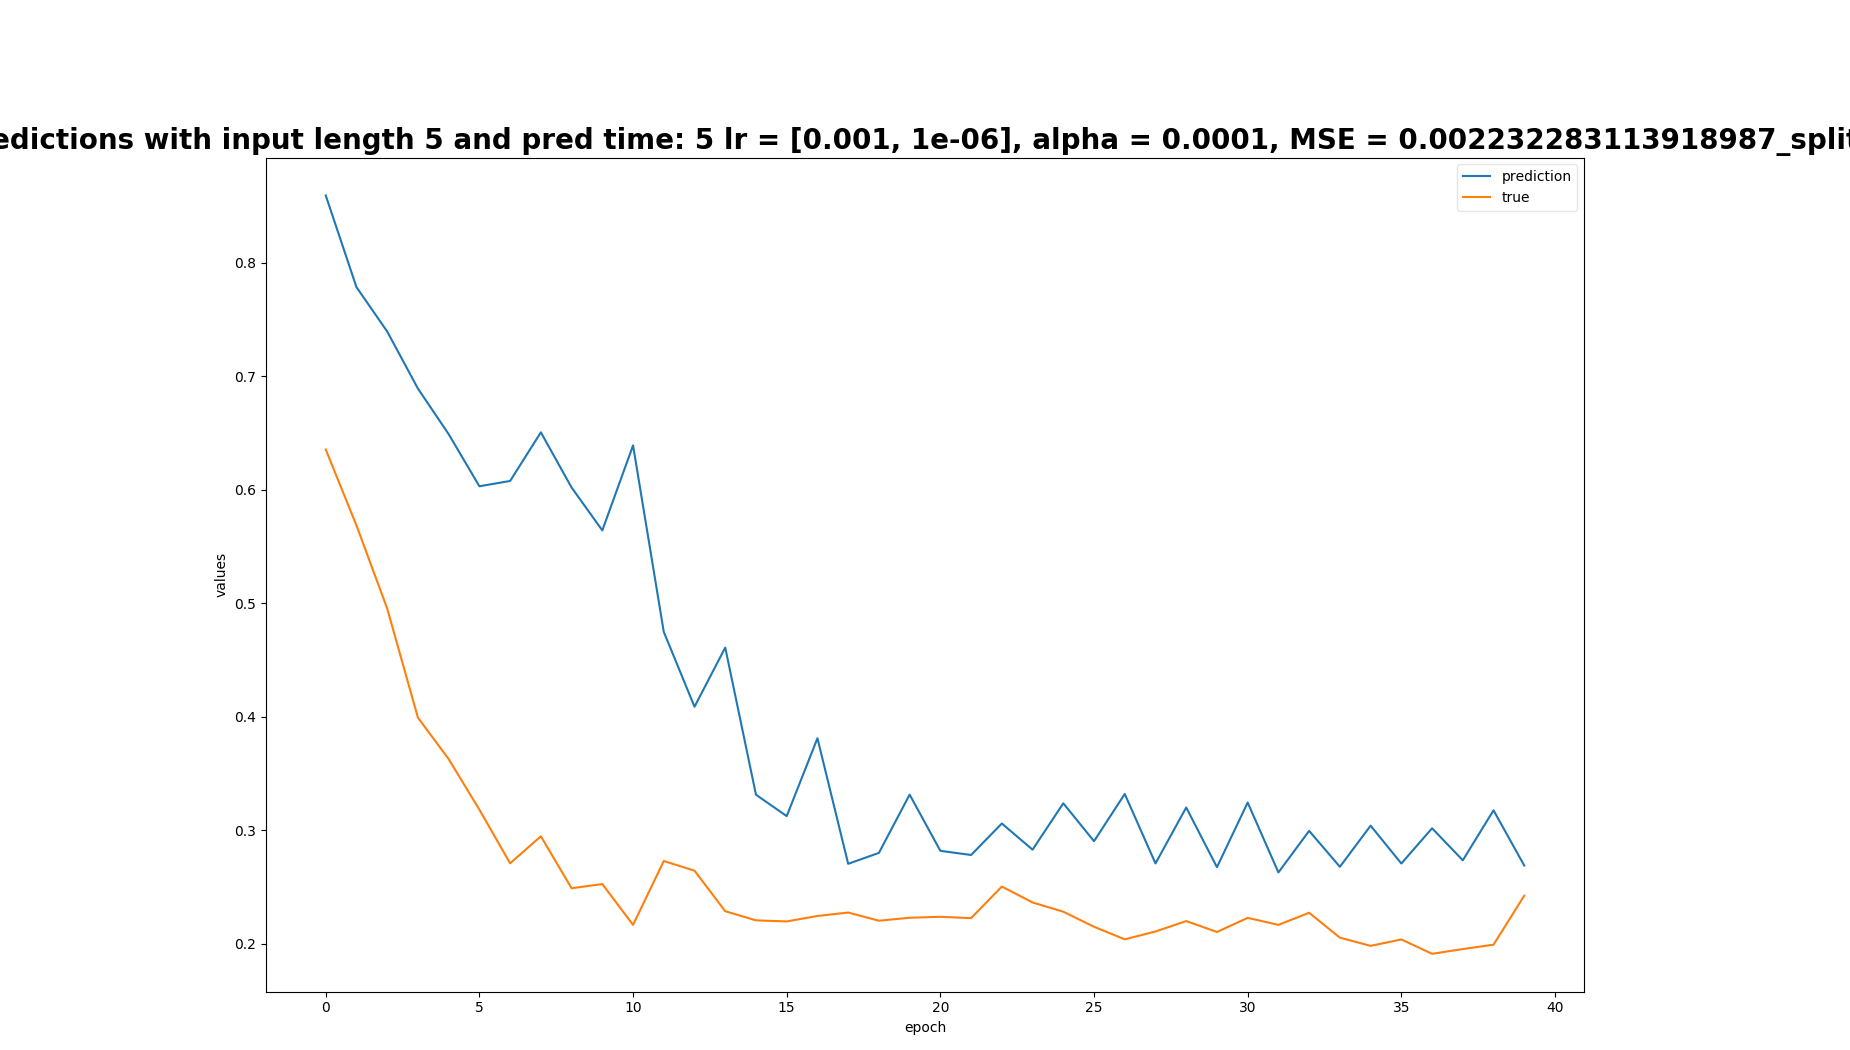 edictions with input length 5 and pred time: 5 lr = [0.001, 1e-06], alpha = 0.0001, MSE = 0.002232283113918987_split
prediction
true
0.8
0.7
0.6
0.5
0.4
0.3
0.2
values
0 5 10 15 20 25 30 35 40
epoch